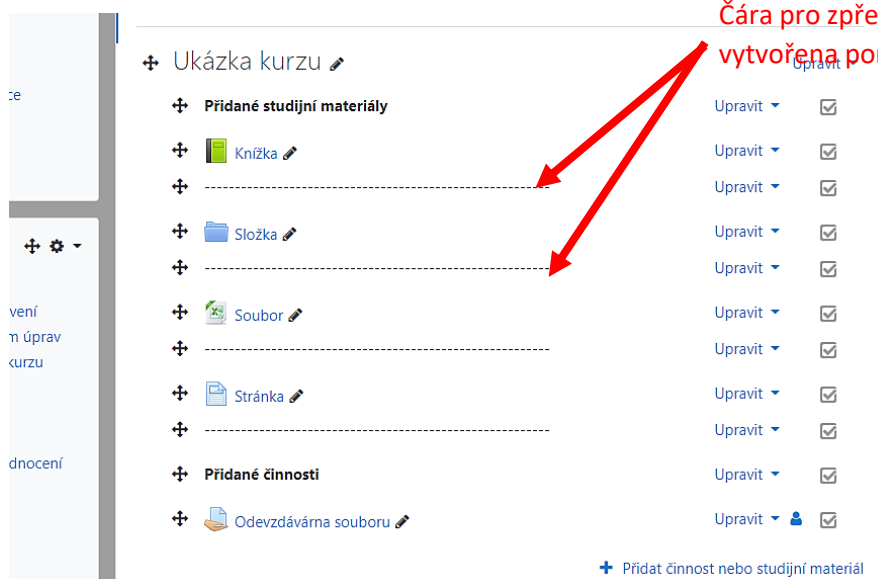 Čára pro zpře
vytvořena po
Ukázka kurzu Upravit
Přidané studijní materiály Upravit
Knížka Upravit
-------------------------------------------------------------------- Upravit
Složka Upravit
-------------------------------------------------------------------- Upravit
Soubor Upravit
-------------------------------------------------------------------- Upravit
Stránka Upravit
-------------------------------------------------------------------- Upravit
Přidané činnosti Upravit
Odevzdávárna souboru Upravit
Přidat činnost nebo studijní materiál
ce
vení
m úprav
kurzu
dnocení